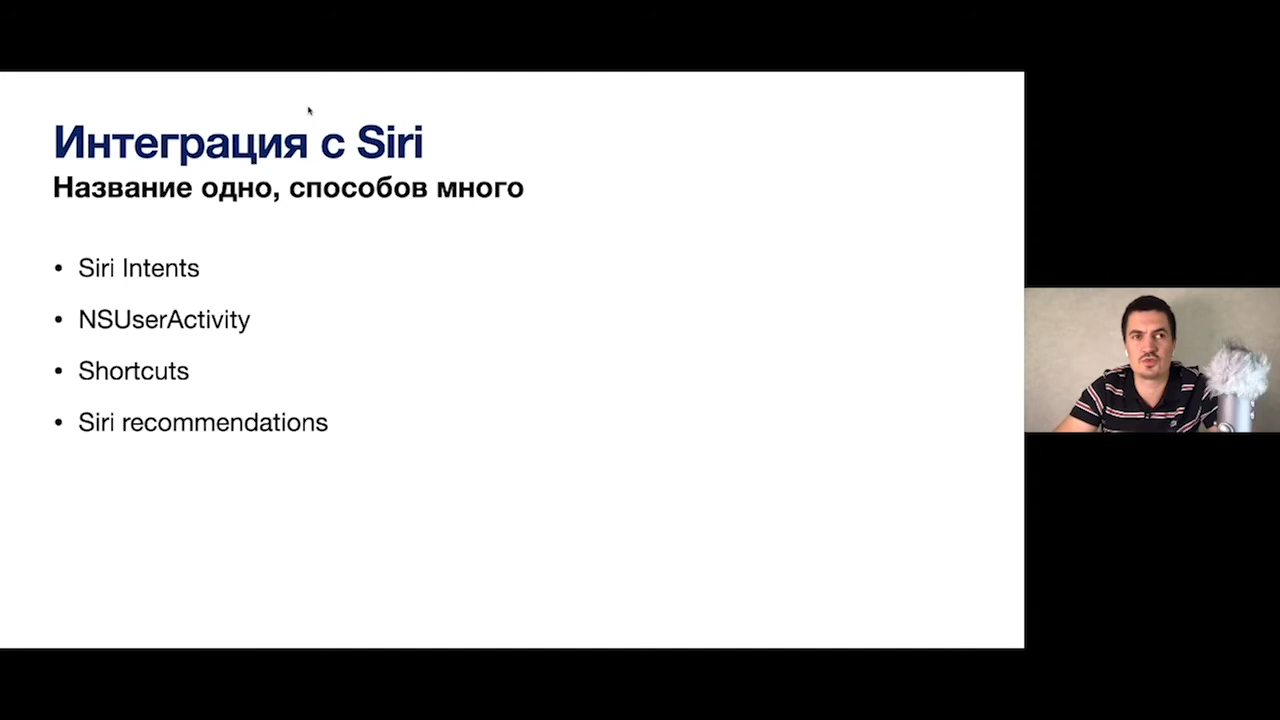 Интеграция с Siri
Название одно, способов много
• Siri Intents
• NSUserActivity
• Shortcuts
• Siri recommendations